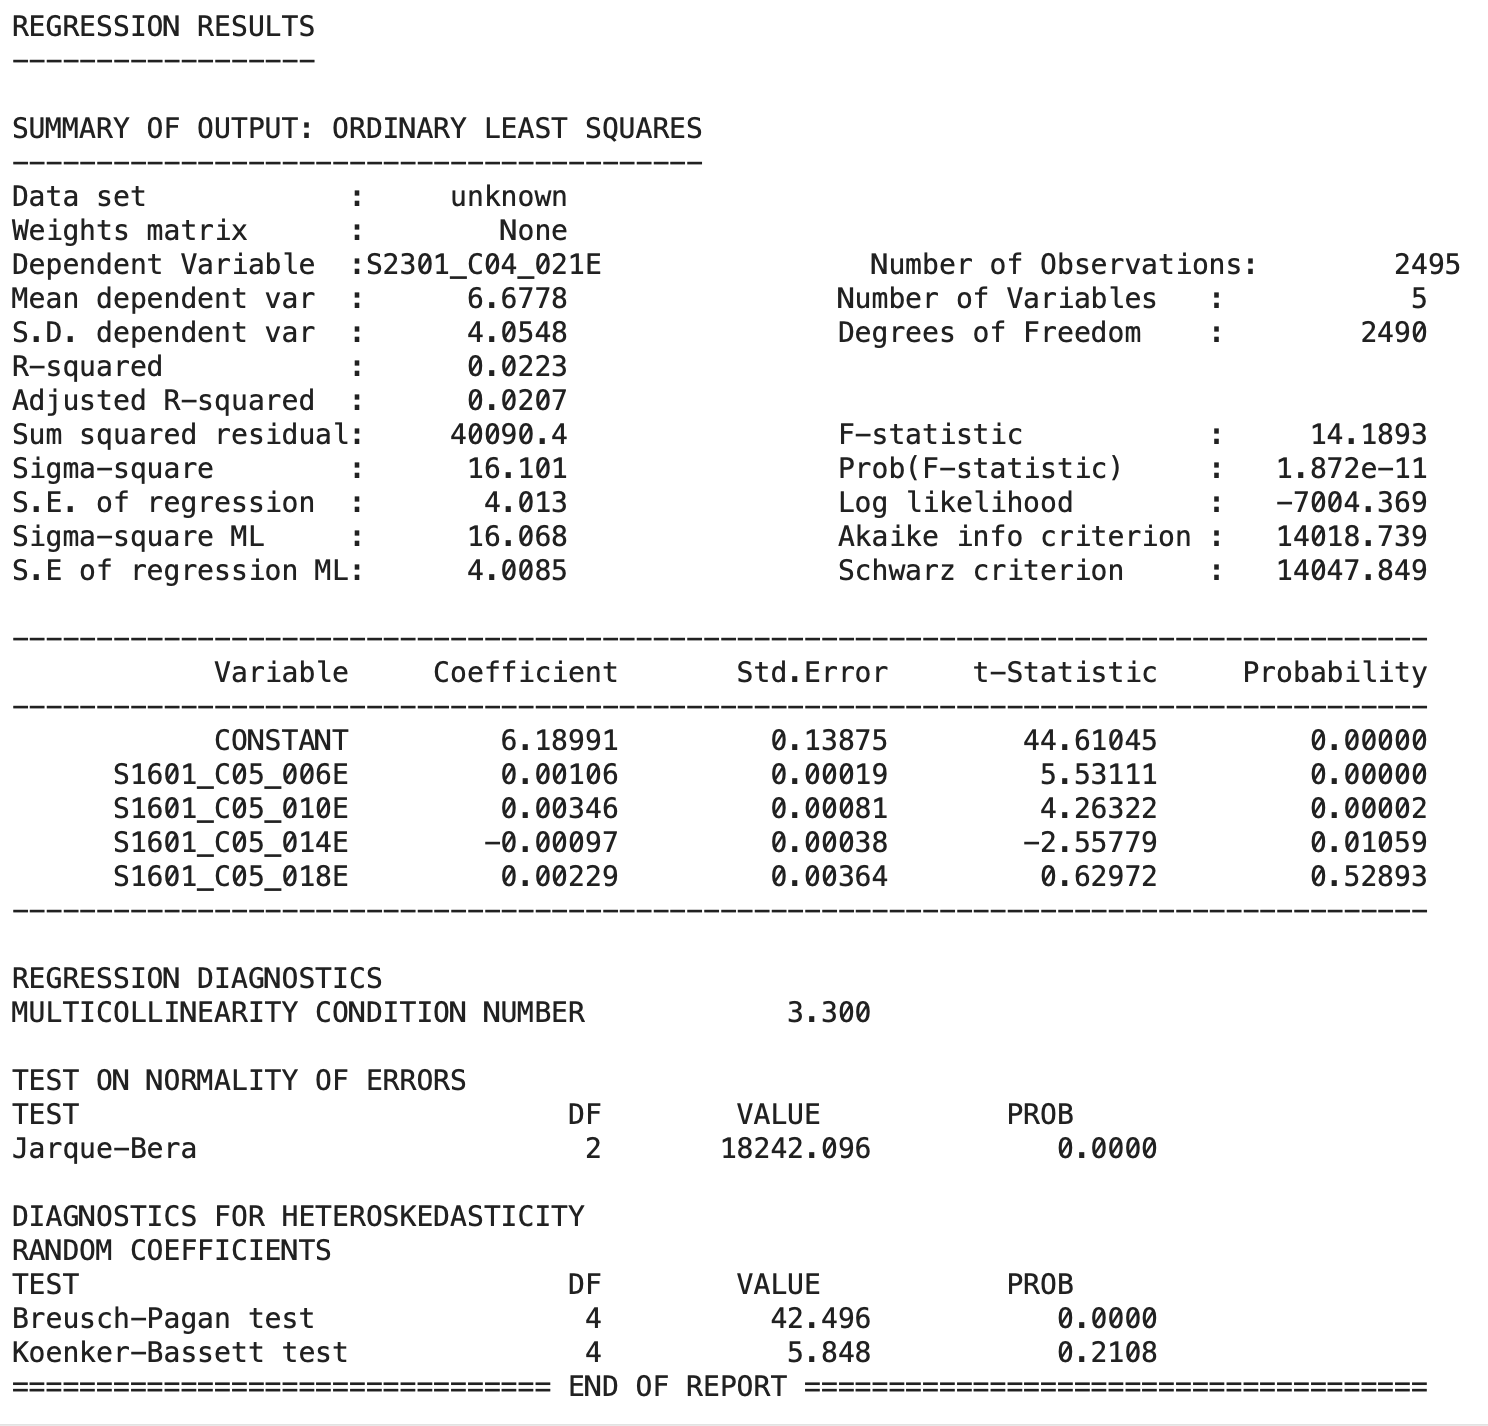 REGRESSION RESULTS
------------------
SUMMARY OF OUTPUT: ORDINARY LEAST SQUARES
-----------------------------------------
Data set            :     unknown
Weights matrix      :        None
Dependent Variable  :S2301_C04_021E                Number of Observations:        2495
Mean dependent var  :      6.6778                Number of Variables   :           5
S.D. dependent var  :      4.0548                Degrees of Freedom    :        2490
R-squared           :      0.0223
Adjusted R-squared  :      0.0207
Sum squared residual:     40090.4                F-statistic           :     14.1893
Sigma-square        :      16.101                Prob(F-statistic)     :   1.872e-11
S.E. of regression  :       4.013                Log likelihood        :   -7004.369
Sigma-square ML     :      16.068                Akaike info criterion :   14018.739
S.E of regression ML:      4.0085                Schwarz criterion     :   14047.849
------------------------------------------------------------------------------------
            Variable     Coefficient       Std.Error     t-Statistic     Probability
------------------------------------------------------------------------------------
            CONSTANT         6.18991         0.13875        44.61045         0.00000
      S1601_C05_006E         0.00106         0.00019         5.53111         0.00000
      S1601_C05_010E         0.00346         0.00081         4.26322         0.00002
      S1601_C05_014E        -0.00097         0.00038        -2.55779         0.01059
      S1601_C05_018E         0.00229         0.00364         0.62972         0.52893
------------------------------------------------------------------------------------
REGRESSION DIAGNOSTICS
MULTICOLLINEARITY CONDITION NUMBER            3.300
TEST ON NORMALITY OF ERRORS
TEST                             DF        VALUE           PROB
Jarque-Bera                       2       18242.096           0.0000
DIAGNOSTICS FOR HETEROSKEDASTICITY
RANDOM COEFFICIENTS
TEST                             DF        VALUE           PROB
Breusch-Pagan test                4          42.496           0.0000
Koenker-Bassett test              4           5.848           0.2108
================================ END OF REPORT =====================================